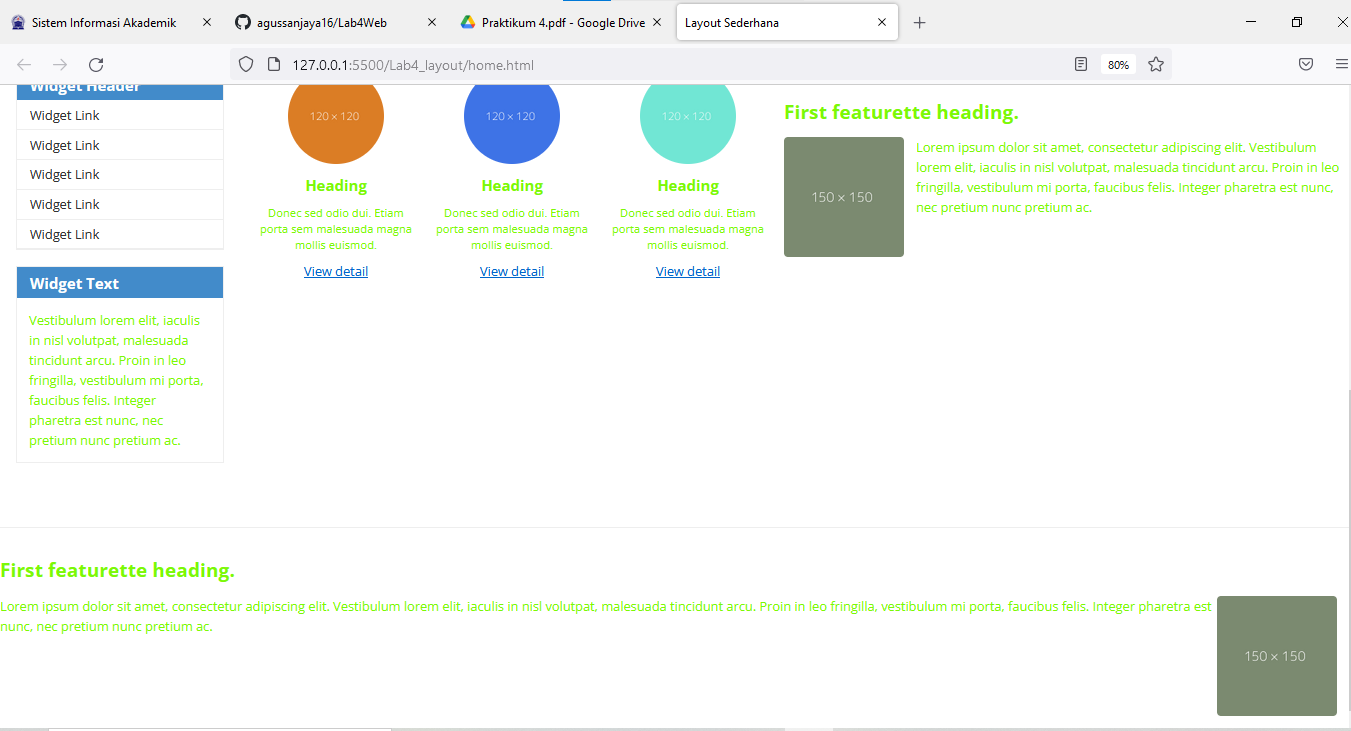 Sistem Informasi Akademik
agussanjaya16/Lab4Web
Praktikum 4.pdf - Google Drive
Layout Sederhana
127.0.0.1:5500/Lab4_layout/home.html
80%
Widget Header
Widget Link
Widget Link
Widget Link
Widget Link
Widget Link
Widget Text
Vestibulum lorem elit, iaculis
in nisl volutpat, malesuada
tincidunt arcu. Proin in leo
fringilla, vestibulum mi porta,
faucibus felis. Integer
pharetra est nunc, nec
pretium nunc pretium ac.
120 × 120
Heading
Donec sed odio dui. Etiam
porta sem malesuada magna
mollis euismod.
View detail
120 × 120
Heading
Donec sed odio dui. Etiam
porta sem malesuada magna
mollis euismod.
View detail
120 × 120
Heading
Donec sed odio dui. Etiam
porta sem malesuada magna
mollis euismod.
View detail
First featurette heading.
150 × 150
Lorem ipsum dolor sit amet, consectetur adipiscing elit. Vestibulum
lorem elit, iaculis in nisl volutpat, malesuada tincidunt arcu. Proin in leo
fringilla, vestibulum mi porta, faucibus felis. Integer pharetra est nunc,
nec pretium nunc pretium ac.
First featurette heading.
Lorem ipsum dolor sit amet, consectetur adipiscing elit. Vestibulum lorem elit, iaculis in nisl volutpat, malesuada tincidunt arcu. Proin in leo fringilla, vestibulum mi porta, faucibus felis. Integer pharetra est
nunc, nec pretium nunc pretium ac.
150 × 150